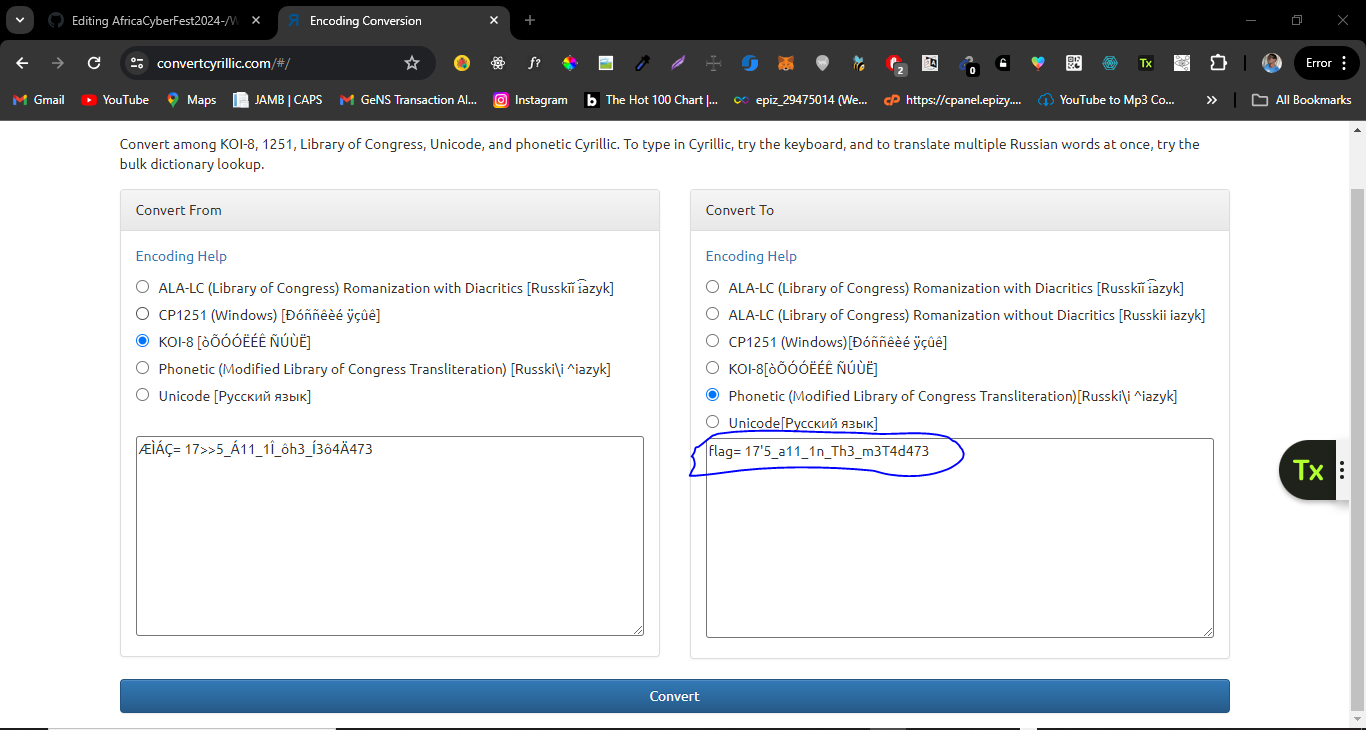 Editing AfricaCyberFest2024-/W
Encoding Conversion
convertcyrillic.com/#/
f?
2
0
Tx
Error
Gmail
YouTube
Maps
JAMB | CAPS
GeNS Transaction Al...
Instagram
b The Hot 100 Chart |...
epiz_29475014 (We...
cP https://cpanel.epizy....
YouTube to Mp3 Co...
»
All Bookmarks
Convert among KOI-8, 1251, Library of Congress, Unicode, and phonetic Cyrillic. To type in Cyrillic, try the keyboard, and to translate multiple Russian words at once, try the
bulk dictionary lookup.
Convert From
Encoding Help
ALA-LC (Library of Congress) Romanization with Diacritics [Russkīĭ i͡azyk]
CP1251 (Windows) [Ðóññêèé ÿçûê]
KOI-8 [òÕÓÓËÉÊ ÑÚÙË]
Phonetic (Modified Library of Congress Transliteration) [Russki\i ^iazyk]
Unicode [Русский язык]
ÆÌÁÇ= 17>>5_Á11_1Î_ôh3_Í3ô4Ä473
Convert To
Encoding Help
ALA-LC (Library of Congress) Romanization with Diacritics [Russkīĭ i͡azyk]
ALA-LC (Library of Congress) Romanization without Diacritics [Russkii iazyk]
CP1251 (Windows)[Ðóññêèé ÿçûê]
KOI-8[òÕÓÓËÉÊ ÑÚÙË]
Phonetic (Modified Library of Congress Transliteration)[Russki\i ^iazyk]
Unicode[Русский язык]
flag= 17'5_a11_1n_Th3_m3T4d473
Tx
Convert